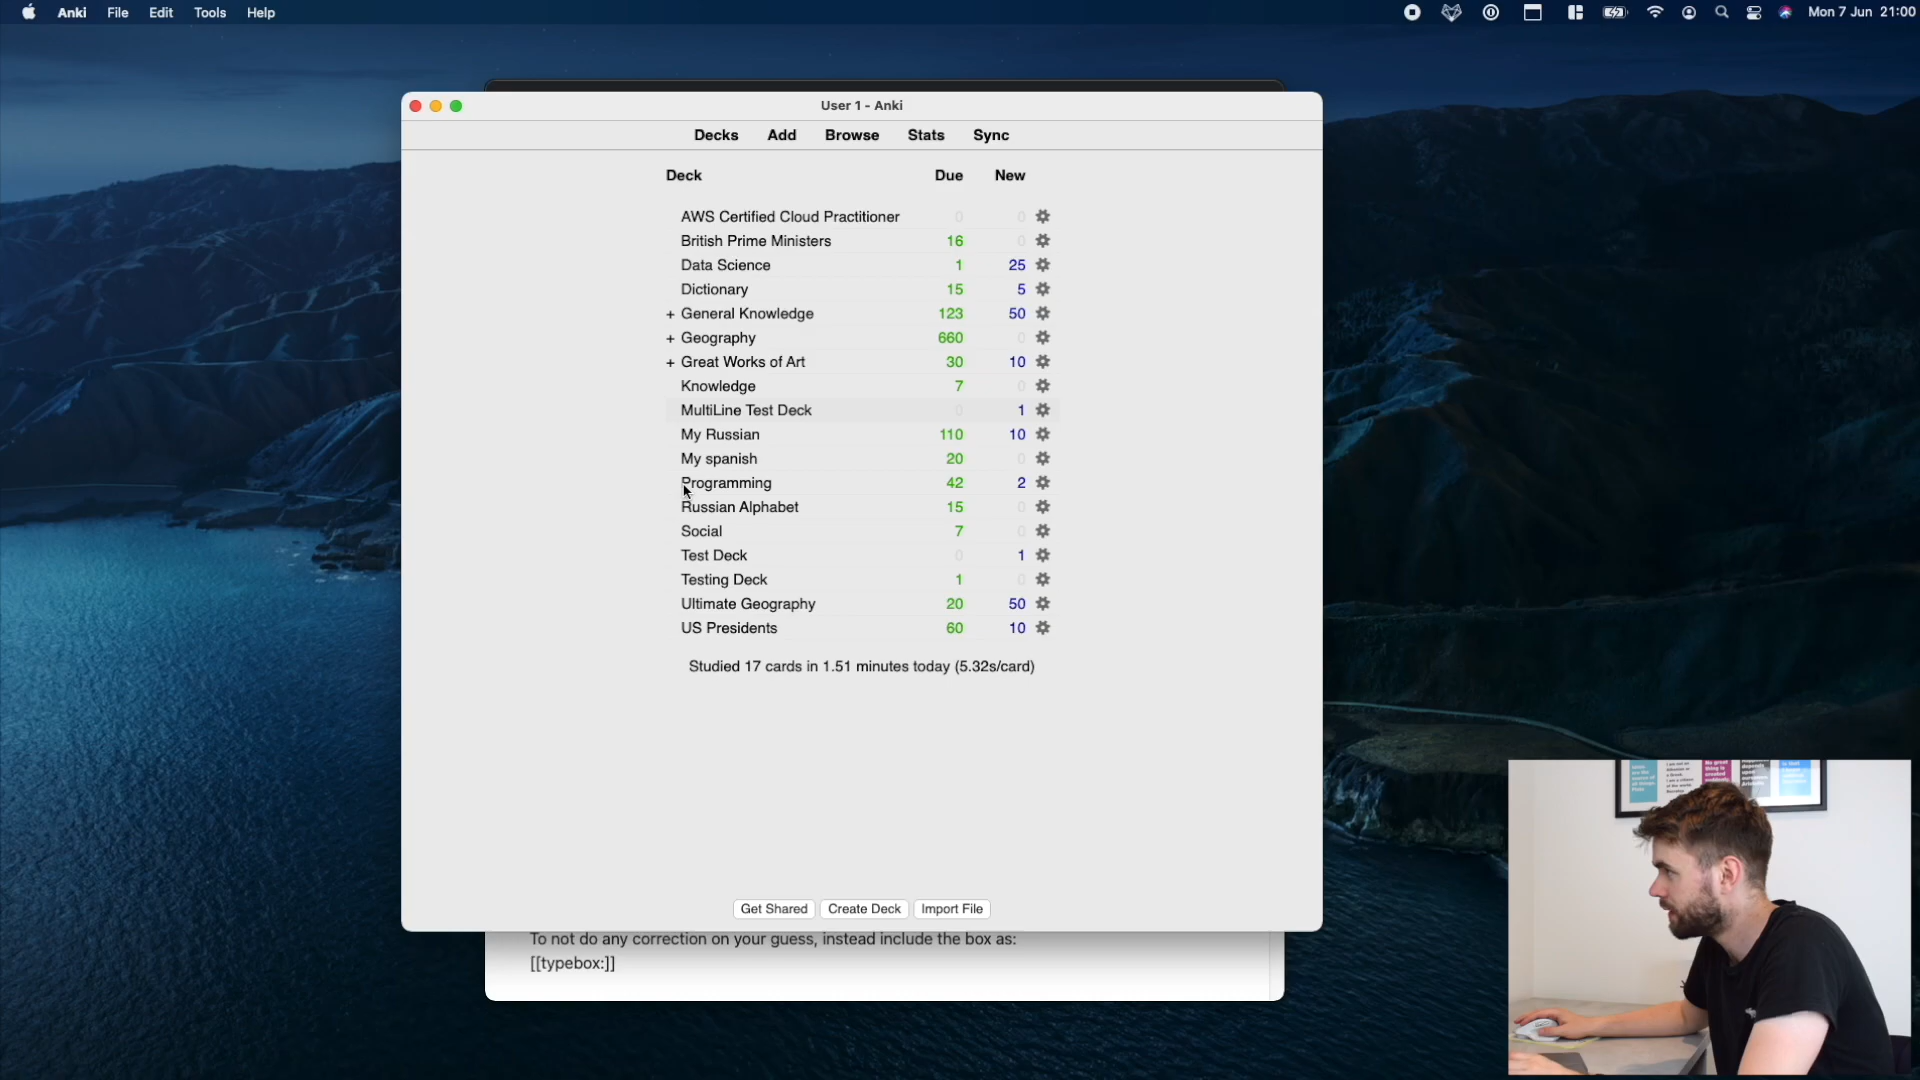 Anki File Edit Tools Help Mon 7 Jun 21:00
User 1 - Anki
Decks Add Browse Stats Sync
Deck Due New
AWS Certified Cloud Practitioner 0 0
British Prime Ministers 16 0
Data Science 1 25
Dictionary 15 5
+ General Knowledge 123 50
+ Geography 660 0
+ Great Works of Art 30 10
Knowledge 7 0
MultiLine Test Deck 0 1
My Russian 110 10
My spanish 20 0
Programming 42 2
Russian Alphabet 15 0
Social 7 0
Test Deck 0 1
Testing Deck 1 0
Ultimate Geography 20 50
US Presidents 60 10
Studied 17 cards in 1.51 minutes today (5.32s/card)
Get Shared Create Deck Import File
To not do any correction on your guess, instead include the box as:
[[typebox:]]